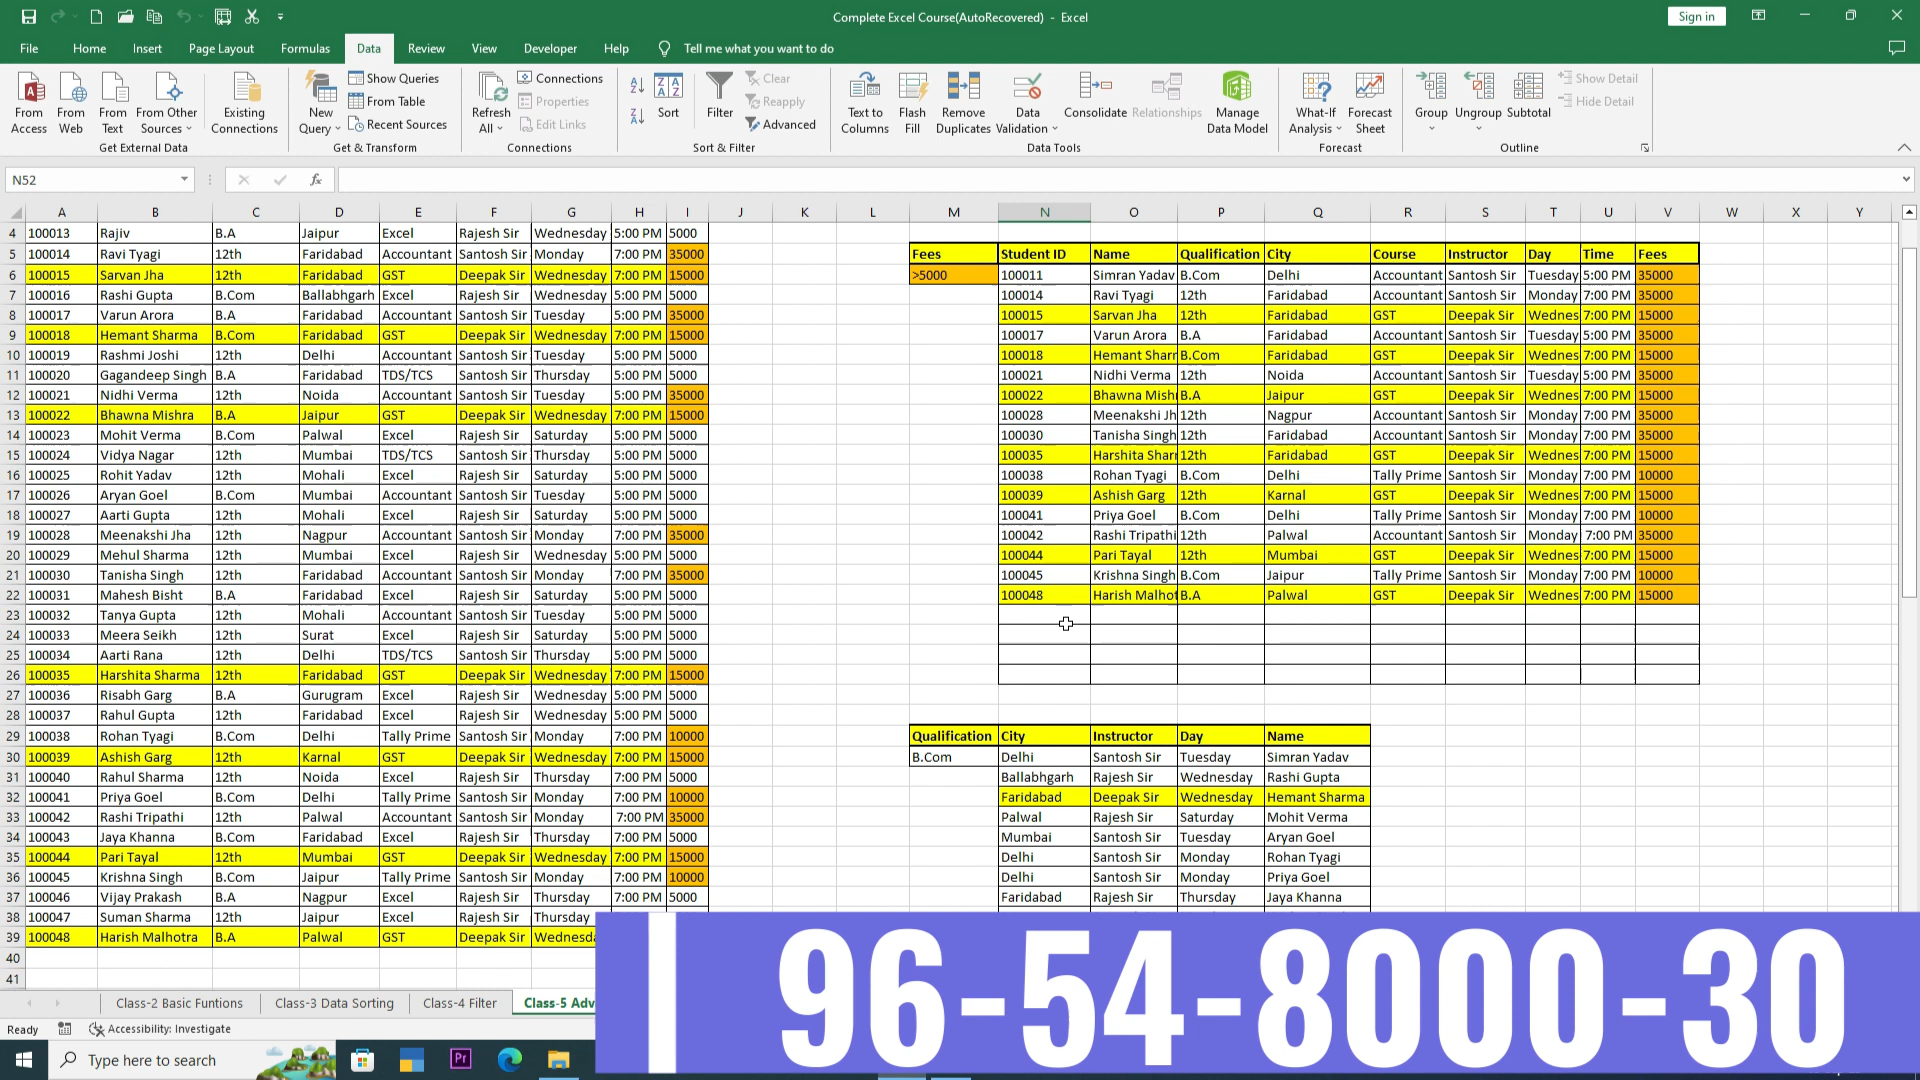 Complete Excel Course(AutoRecovered) - Excel
Sign in
File Home Insert Page Layout Formulas Data Review View Developer Help Tell me what you want to do
From Access From Web From Text From Other Sources Existing Connections New Query Show Queries From Table Recent Sources Refresh All Connections Properties Edit Links Sort Filter Clear Reapply Advanced Text to Columns Flash Fill Remove Duplicates Data Validation Consolidate Relationships Manage Data Model What-If Analysis Forecast Sheet Group Ungroup Subtotal Show Detail Hide Detail
Get External Data Get & Transform Connections Sort & Filter Data Tools Forecast Outline
N52 fx
A B C D E F G H I J K L M N O P Q R S T U V W X Y
4 100013 Rajiv B.A Jaipur Excel Rajesh Sir Wednesday 5:00 PM 5000
5 100014 Ravi Tyagi 12th Faridabad Accountant Santosh Sir Monday 7:00 PM 35000 Fees Student ID Name Qualification City Course Instructor Day Time Fees
6 100015 Sarvan Jha 12th Faridabad GST Deepak Sir Wednesday 7:00 PM 15000 >5000 100011 Simran Yadav B.Com Delhi Accountant Santosh Sir Tuesday 5:00 PM 35000
7 100016 Rashi Gupta B.Com Ballabhgarh Excel Rajesh Sir Wednesday 5:00 PM 5000 100014 Ravi Tyagi 12th Faridabad Accountant Santosh Sir Monday 7:00 PM 35000
8 100017 Varun Arora B.A Faridabad Accountant Santosh Sir Tuesday 5:00 PM 35000 100015 Sarvan Jha 12th Faridabad GST Deepak Sir Wednes 7:00 PM 15000
9 100018 Hemant Sharma B.Com Faridabad GST Deepak Sir Wednesday 7:00 PM 15000 100017 Varun Arora B.A Faridabad Accountant Santosh Sir Tuesday 5:00 PM 35000
10 100019 Rashmi Joshi 12th Delhi Accountant Santosh Sir Tuesday 5:00 PM 5000 100018 Hemant Sharr B.Com Faridabad GST Deepak Sir Wednes 7:00 PM 15000
11 100020 Gagandeep Singh B.A Faridabad TDS/TCS Santosh Sir Thursday 5:00 PM 5000 100021 Nidhi Verma 12th Noida Accountant Santosh Sir Tuesday 5:00 PM 35000
12 100021 Nidhi Verma 12th Noida Accountant Santosh Sir Tuesday 5:00 PM 35000 100022 Bhawna Mish B.A Jaipur GST Deepak Sir Wednes 7:00 PM 15000
13 100022 Bhawna Mishra B.A Jaipur GST Deepak Sir Wednesday 7:00 PM 15000 100028 Meenakshi Jh 12th Nagpur Accountant Santosh Sir Monday 7:00 PM 35000
14 100023 Mohit Verma B.Com Palwal Excel Rajesh Sir Saturday 5:00 PM 5000 100030 Tanisha Singh 12th Faridabad Accountant Santosh Sir Monday 7:00 PM 35000
15 100024 Vidya Nagar 12th Mumbai TDS/TCS Santosh Sir Thursday 5:00 PM 5000 100035 Harshita Shar 12th Faridabad GST Deepak Sir Wednes 7:00 PM 15000
16 100025 Rohit Yadav 12th Mohali Excel Rajesh Sir Saturday 5:00 PM 5000 100038 Rohan Tyagi B.Com Delhi Tally Prime Santosh Sir Monday 7:00 PM 10000
17 100026 Aryan Goel B.Com Mumbai Accountant Santosh Sir Tuesday 5:00 PM 5000 100039 Ashish Garg 12th Karnal GST Deepak Sir Wednes 7:00 PM 15000
18 100027 Aarti Gupta 12th Mohali Excel Rajesh Sir Saturday 5:00 PM 5000 100041 Priya Goel B.Com Delhi Tally Prime Santosh Sir Monday 7:00 PM 10000
19 100028 Meenakshi Jha 12th Nagpur Accountant Santosh Sir Monday 7:00 PM 35000 100042 Rashi Tripathi 12th Palwal Accountant Santosh Sir Monday 7:00 PM 35000
20 100029 Mehul Sharma 12th Mumbai Excel Rajesh Sir Wednesday 5:00 PM 5000 100044 Pari Tayal 12th Mumbai GST Deepak Sir Wednes 7:00 PM 15000
21 100030 Tanisha Singh 12th Faridabad Accountant Santosh Sir Monday 7:00 PM 35000 100045 Krishna Singh B.Com Jaipur Tally Prime Santosh Sir Monday 7:00 PM 10000
22 100031 Mahesh Bisht B.A Faridabad Excel Rajesh Sir Saturday 5:00 PM 5000 100048 Harish Malhot B.A Palwal GST Deepak Sir Wednes 7:00 PM 15000
23 100032 Tanya Gupta 12th Mohali Accountant Santosh Sir Tuesday 5:00 PM 5000
24 100033 Meera Seikh 12th Surat Excel Rajesh Sir Saturday 5:00 PM 5000
25 100034 Aarti Rana 12th Delhi TDS/TCS Santosh Sir Thursday 5:00 PM 5000
26 100035 Harshita Sharma 12th Faridabad GST Deepak Sir Wednesday 7:00 PM 15000
27 100036 Risabh Garg B.A Gurugram Excel Rajesh Sir Wednesday 5:00 PM 5000
28 100037 Rahul Gupta 12th Faridabad Excel Rajesh Sir Wednesday 5:00 PM 5000
29 100038 Rohan Tyagi B.Com Delhi Tally Prime Santosh Sir Monday 7:00 PM 10000 Qualification City Instructor Day Name
30 100039 Ashish Garg 12th Karnal GST Deepak Sir Wednesday 7:00 PM 15000 B.Com Delhi Santosh Sir Tuesday Simran Yadav
31 100040 Rahul Sharma 12th Noida Excel Rajesh Sir Thursday 7:00 PM 5000 Ballabhgarh Rajesh Sir Wednesday Rashi Gupta
32 100041 Priya Goel B.Com Delhi Tally Prime Santosh Sir Monday 7:00 PM 10000 Faridabad Deepak Sir Wednesday Hemant Sharma
33 100042 Rashi Tripathi 12th Palwal Accountant Santosh Sir Monday 7:00 PM 35000 Palwal Rajesh Sir Saturday Mohit Verma
34 100043 Jaya Khanna B.Com Faridabad Excel Rajesh Sir Thursday 7:00 PM 5000 Mumbai Santosh Sir Tuesday Aryan Goel
35 100044 Pari Tayal 12th Mumbai GST Deepak Sir Wednesday 7:00 PM 15000 Delhi Santosh Sir Monday Rohan Tyagi
36 100045 Krishna Singh B.Com Jaipur Tally Prime Santosh Sir Monday 7:00 PM 10000 Delhi Santosh Sir Monday Priya Goel
37 100046 Vijay Prakash B.A Nagpur Excel Rajesh Sir Thursday 7:00 PM 5000 Faridabad Rajesh Sir Thursday Jaya Khanna
38 100047 Suman Sharma 12th Jaipur Excel Rajesh Sir Thursday
39 100048 Harish Malhotra B.A Palwal GST Deepak Sir Wednesda
40
41
96-54-8000-30
Class-2 Basic Funtions Class-3 Data Sorting Class-4 Filter Class-5 Adv
Ready Accessibility: Investigate
Type here to search Pr